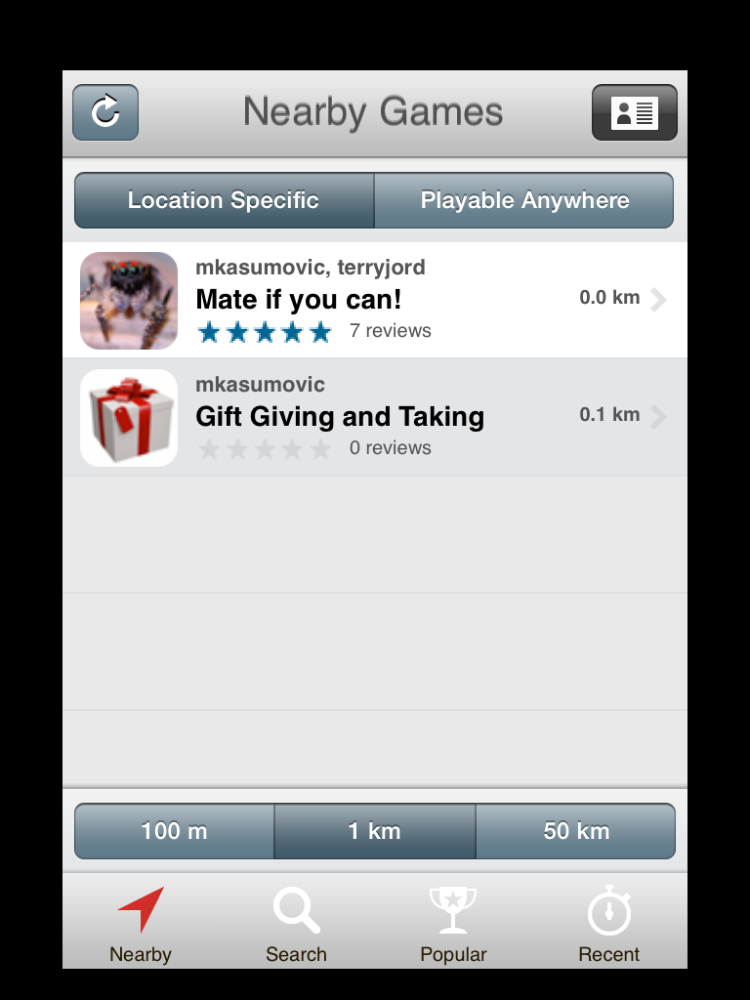 Nearby Games
Location Specific
Playable Anywhere
mkasumovic, terryjord
Mate if you can!
0.0 km
7 reviews
mkasumovic
Gift Giving and Taking
0.1 km
0 reviews
100 m
1 km
50 km
Nearby
Search
Popular
Recent